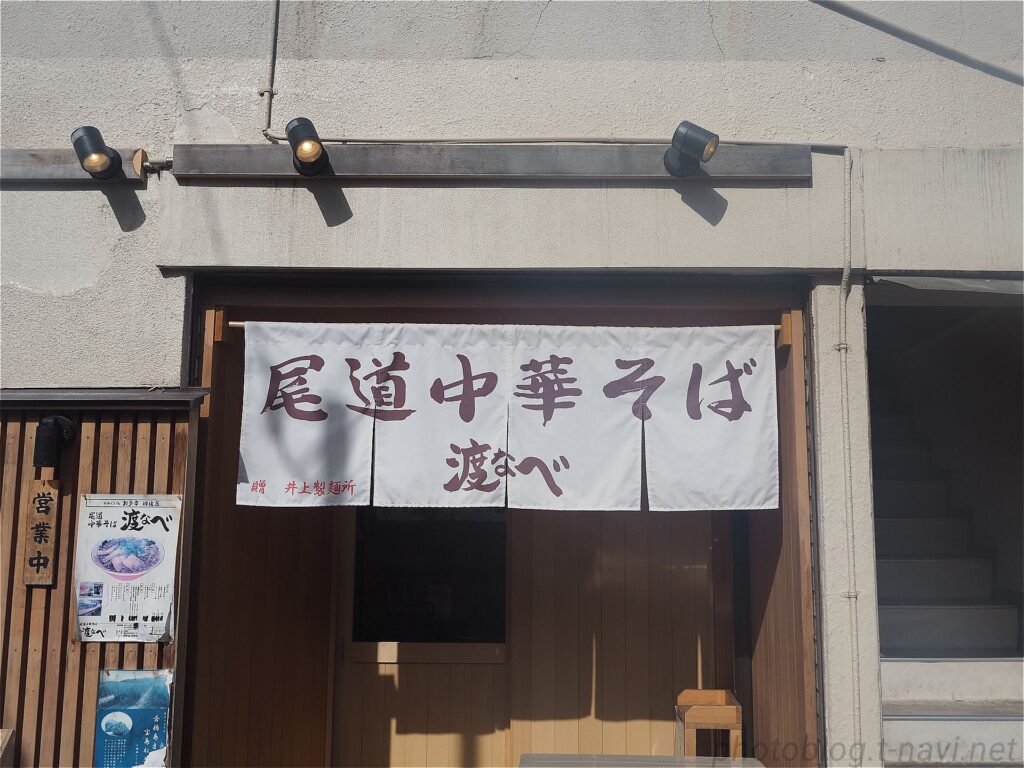 尾道中華そば
渡なべ
贈 井上製麺所
営業中
尾道
中華そば 渡なべ
渡なべ
photoblog.t-navi.net